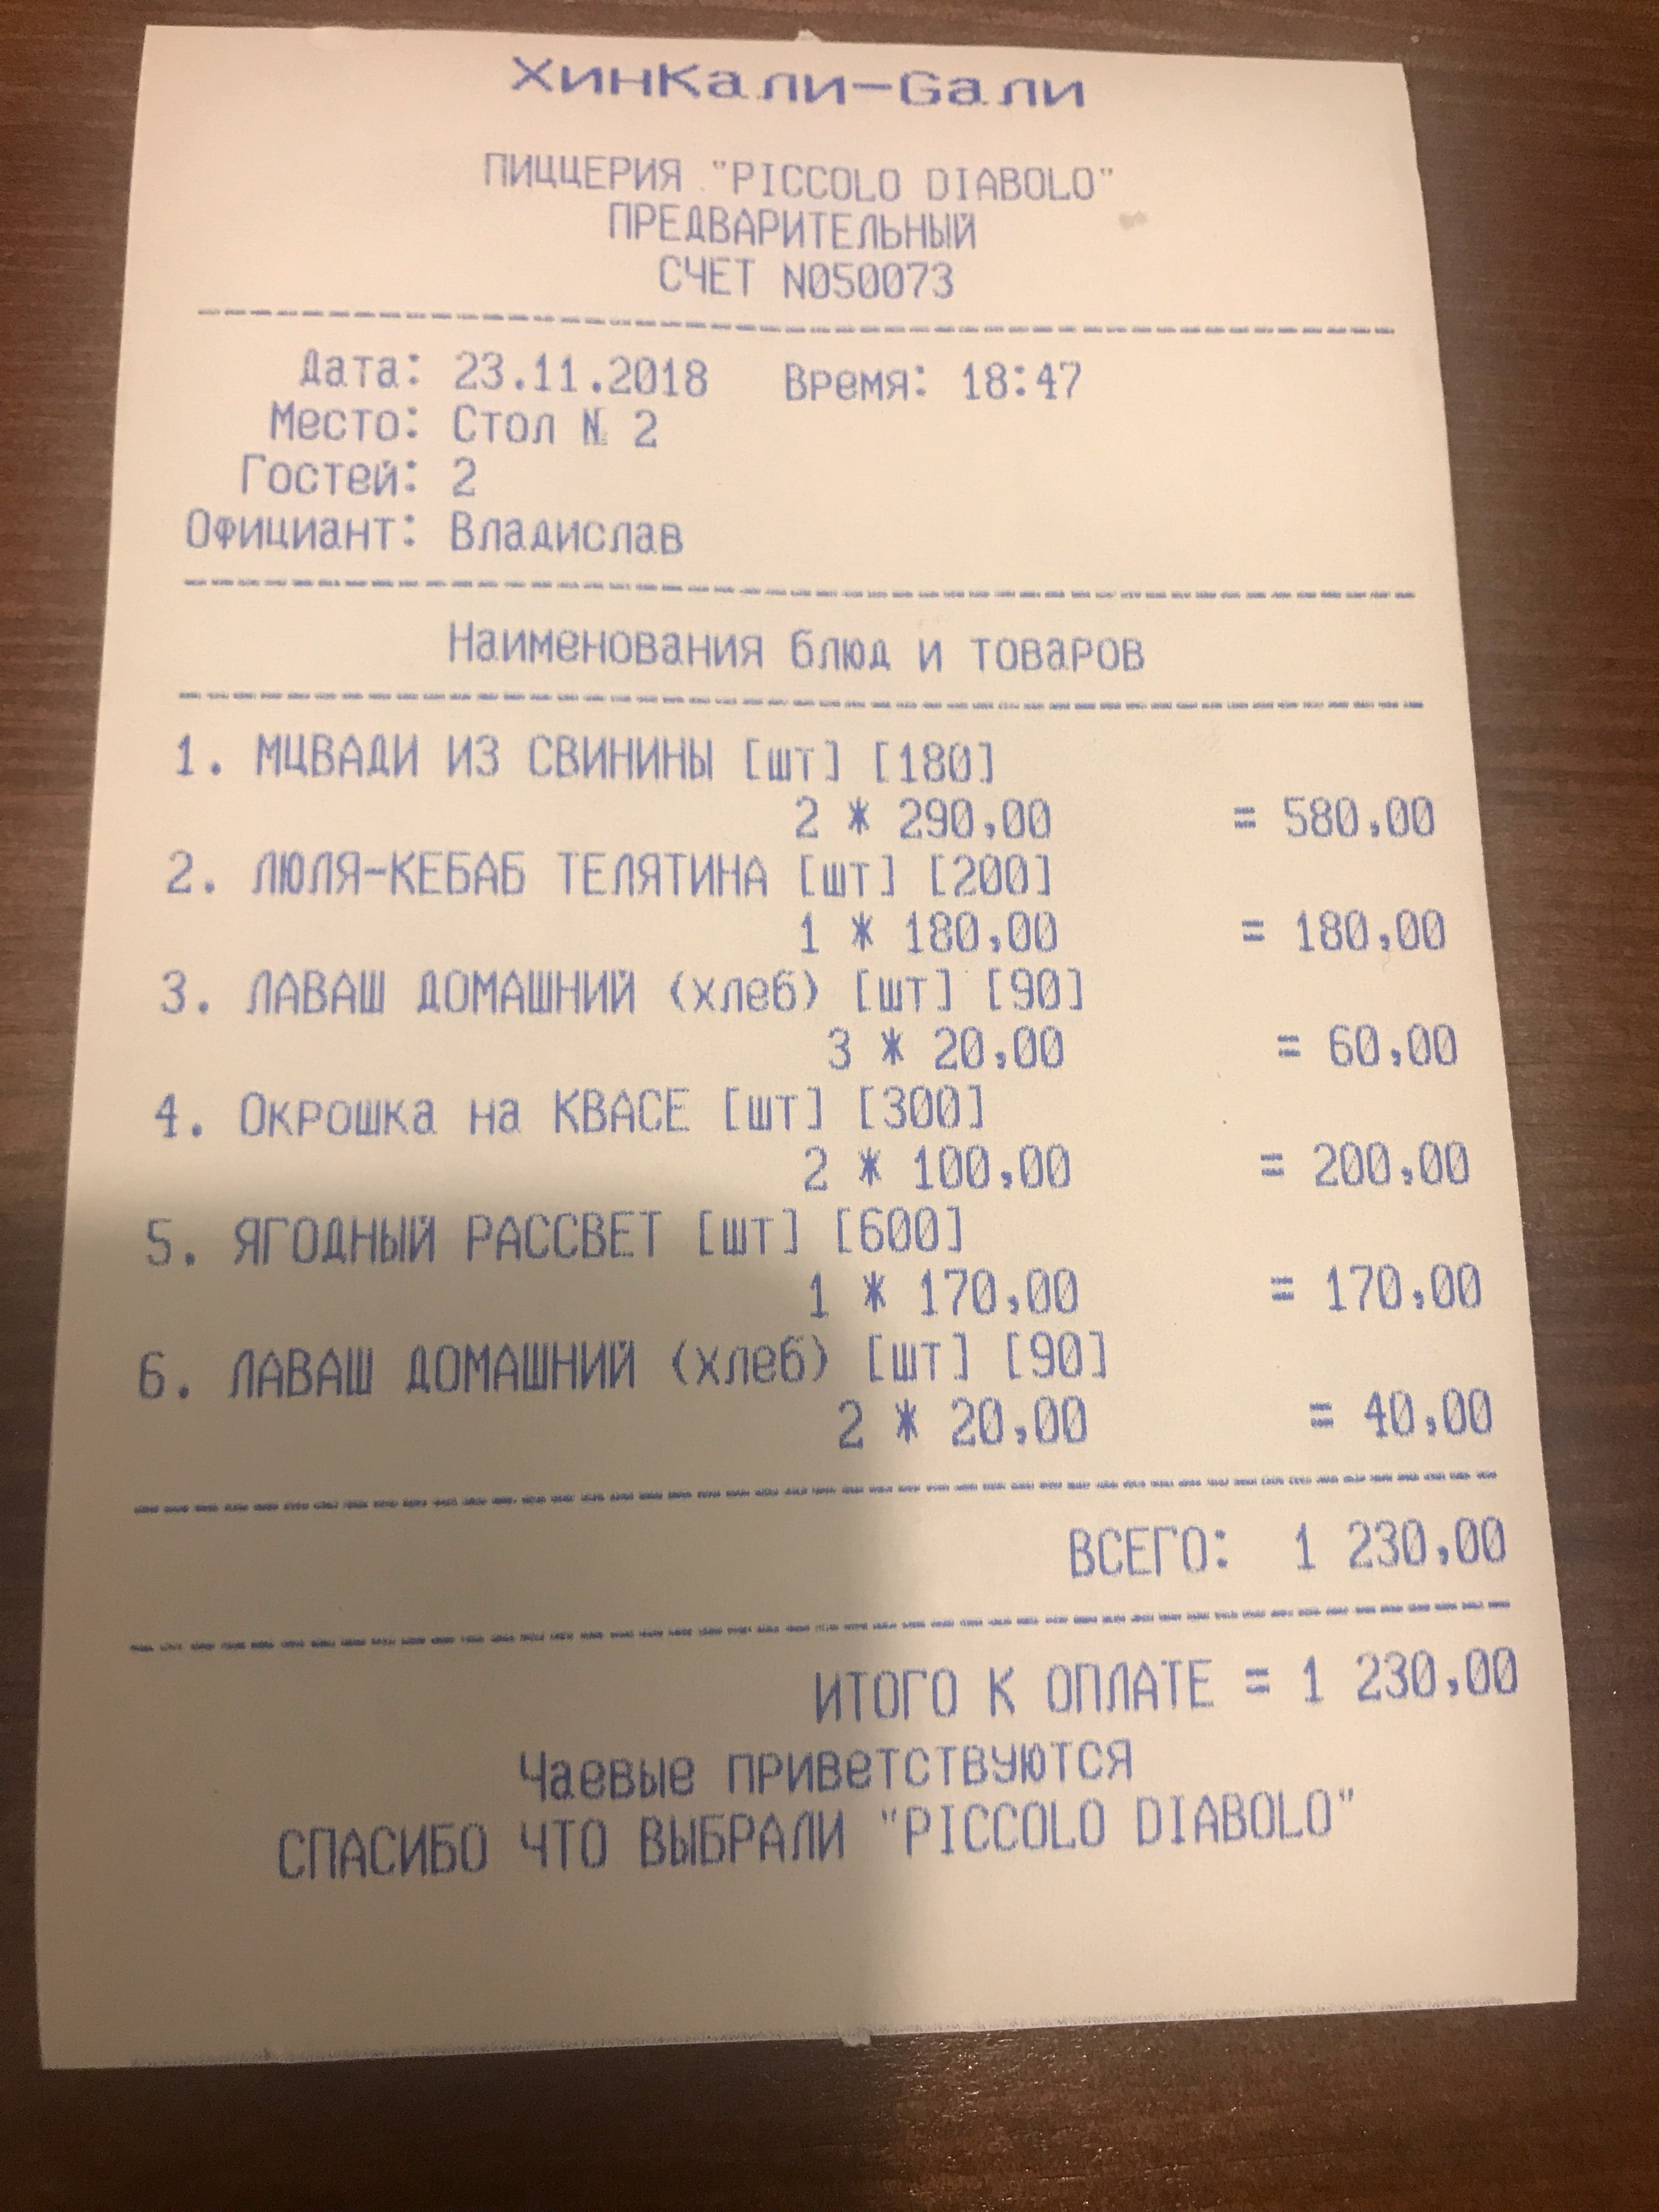 ХинКали-Gали
ПИЦЦЕРИЯ "PICCOLO DIABOLO"
ПРЕДВАРИТЕЛЬНЫЙ
СЧЕТ N050073
Дата: 23.11.2018 Время: 18:47
Место: Стол № 2
Гостей: 2
Официант: Владислав
Наименования блюд и товаров
1. МЦВАДИ ИЗ СВИНИНЫ [шт] [180]
2 * 290,00 = 580,00
2. ЛЮЛЯ-КЕБАБ ТЕЛЯТИНА [шт] [200]
1 * 180,00 = 180,00
3. ЛАВАШ ДОМАШНИЙ (хлеб) [шт] [90]
3 * 20,00 = 60,00
4. Окрошка на КВАСЕ [шт] [300]
2 * 100,00 = 200,00
5. ЯГОДНЫЙ РАССВЕТ [шт] [600]
1 * 170,00 = 170,00
6. ЛАВАШ ДОМАШНИЙ (хлеб) [шт] [90]
2 * 20,00 = 40,00
ВСЕГО: 1 230,00
ИТОГО К ОПЛАТЕ = 1 230,00
Чаевые приветствуются
СПАСИБО ЧТО ВЫБРАЛИ "PICCOLO DIABOLO"